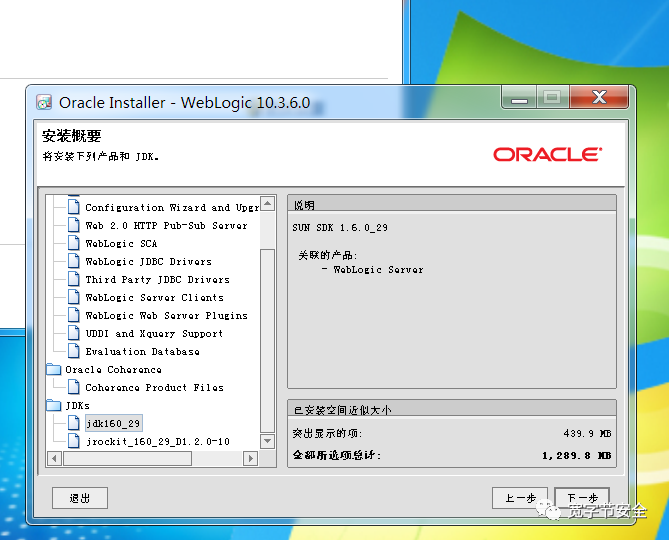 Oracle Installer - WebLogic 10.3.6.0
安装概要
将安装下列产品和 JDK。
ORACLE
Configuration Wizard and Upgr
Web 2.0 HTTP Pub-Sub Server
WebLogic SCA
WebLogic JDBC Drivers
Third Party JDBC Drivers
WebLogic Server Clients
WebLogic Web Server Plugins
UDDI and Xquery Support
Evaluation Database
Oracle Coherence
Coherence Product Files
JDKs
jdk160_29
jrockit_160_29_D1.2.0-10
说明
SUN SDK 1.6.0_29
关联的产品:
- WebLogic Server
已安装空间近似大小
突出显示的项: 439.9 MB
全部所选项总计: 1,289.8 MB
退出
上一步
下一步
宽字节安全